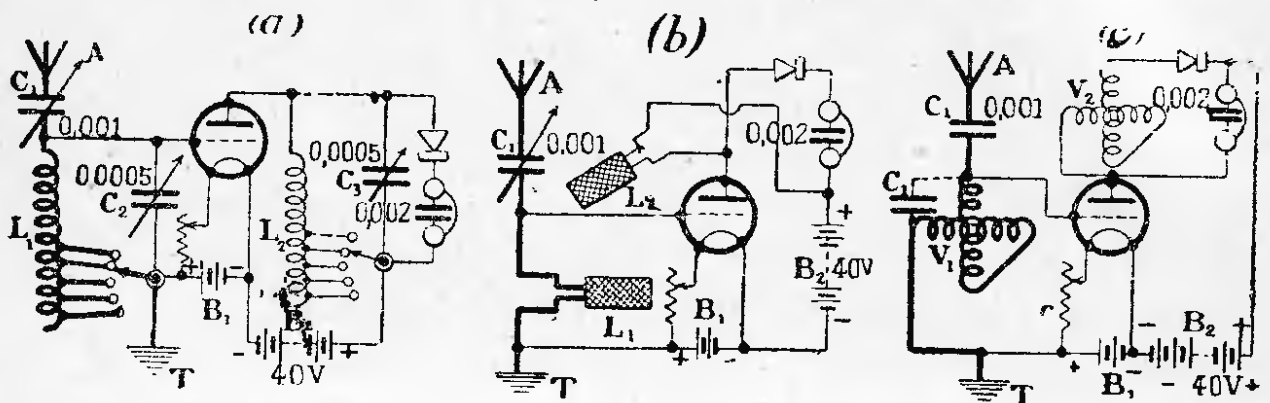 (a)
A
C₁
0,001
0,0005
C₂
L₁
+
-
B₁
T
0,0005
C₃
0,002
L₂
B₂
-
+
40V
(b)
A
C₁
0,001
L₂
0,002
L₁
+
B₂ 40V
-
B₁
+
-
T
A
C₁
0,001
C₁
V₁
V₂
0,002
r
T
+
B₁
-
-
B₂
+
- 40V +